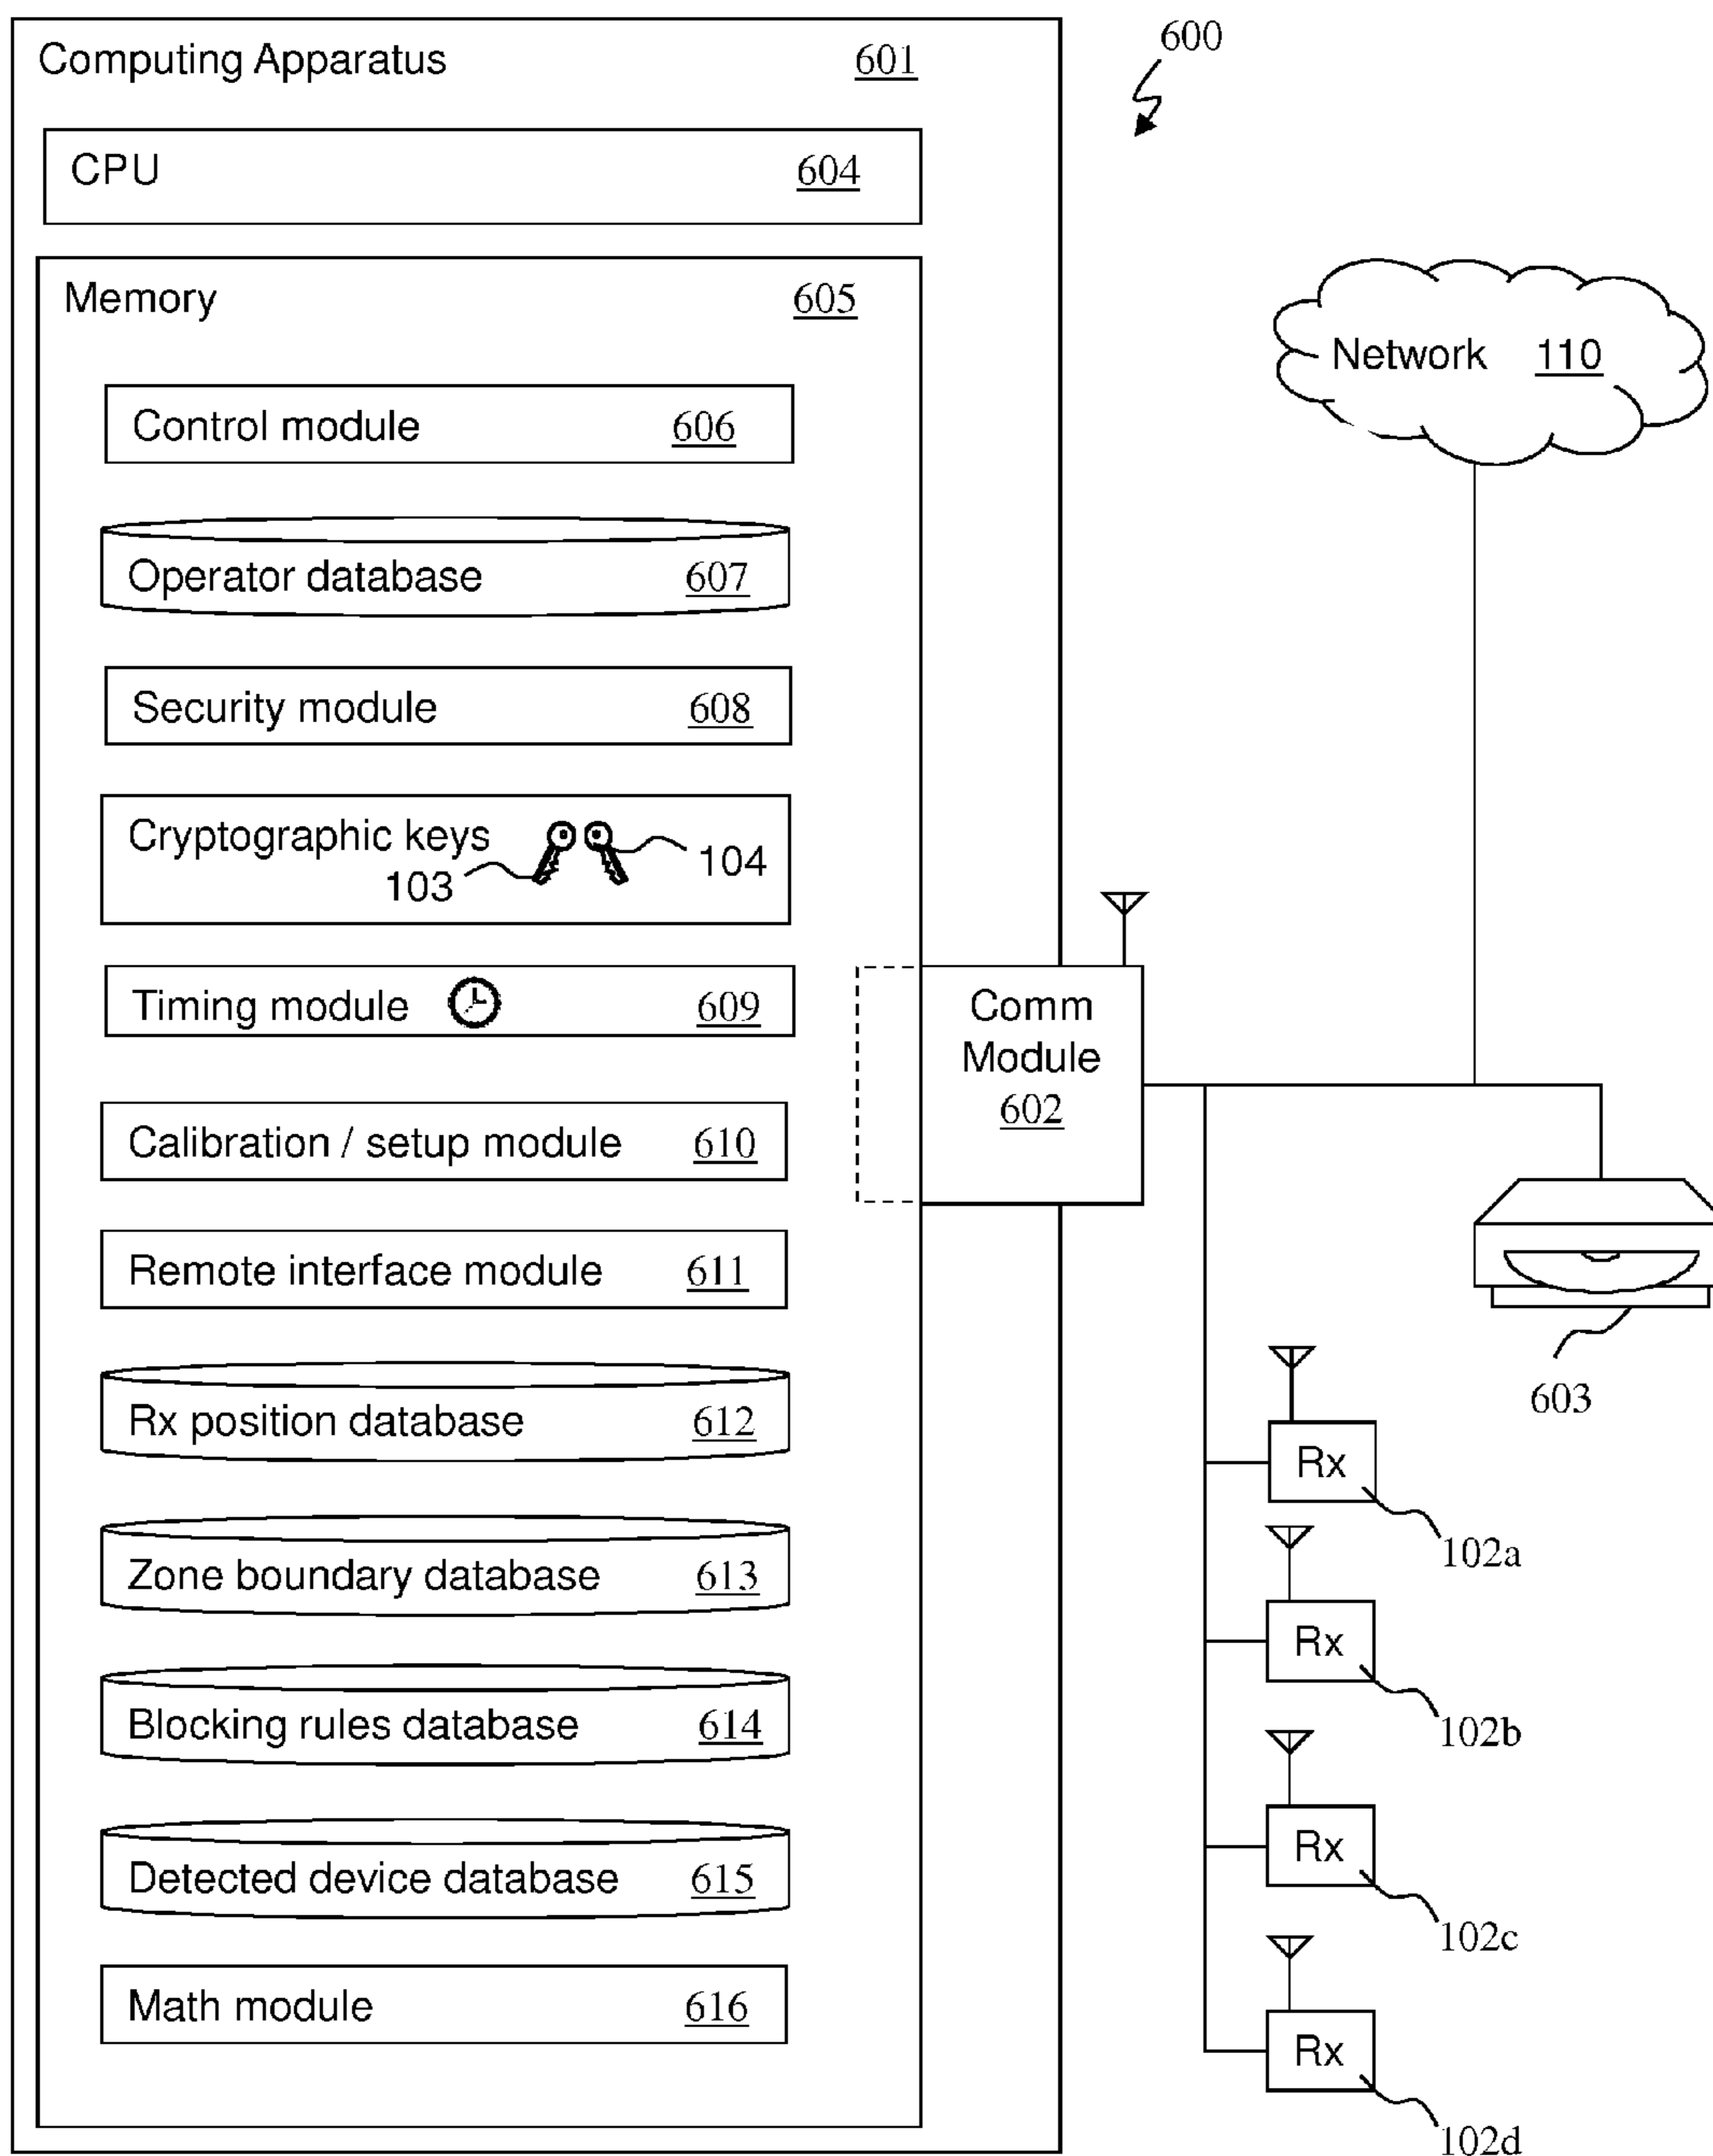 Computing Apparatus 601
600
CPU 604
Memory 605
Network 110
Control module 606
Operator database 607
Security module 608
Cryptographic keys
103
104
Timing module 609
Comm
Module
602
Calibration / setup module 610
Remote interface module 611
603
Rx position database 612
Rx
102a
Zone boundary database 613
Rx
102b
Blocking rules database 614
Rx
102c
Detected device database 615
Math module 616
Rx
102d